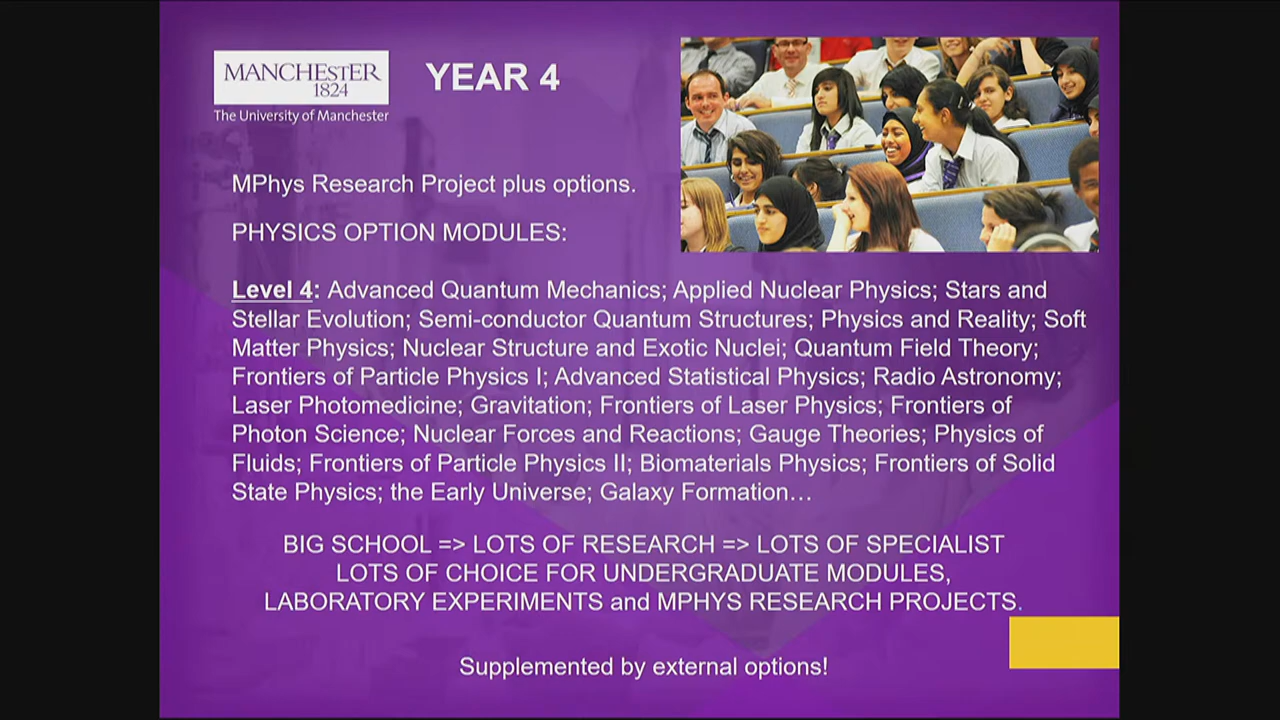 MANCHESTER
1824
The University of Manchester
YEAR 4
MPhys Research Project plus options.
PHYSICS OPTION MODULES:
Level 4: Advanced Quantum Mechanics; Applied Nuclear Physics; Stars and
Stellar Evolution; Semi-conductor Quantum Structures; Physics and Reality; Soft
Matter Physics; Nuclear Structure and Exotic Nuclei; Quantum Field Theory;
Frontiers of Particle Physics I; Advanced Statistical Physics; Radio Astronomy;
Laser Photomedicine; Gravitation; Frontiers of Laser Physics; Frontiers of
Photon Science; Nuclear Forces and Reactions; Gauge Theories; Physics of
Fluids; Frontiers of Particle Physics II; Biomaterials Physics; Frontiers of Solid
State Physics; the Early Universe; Galaxy Formation…
BIG SCHOOL => LOTS OF RESEARCH => LOTS OF SPECIALIST
LOTS OF CHOICE FOR UNDERGRADUATE MODULES,
LABORATORY EXPERIMENTS and MPHYS RESEARCH PROJECTS.
Supplemented by external options!